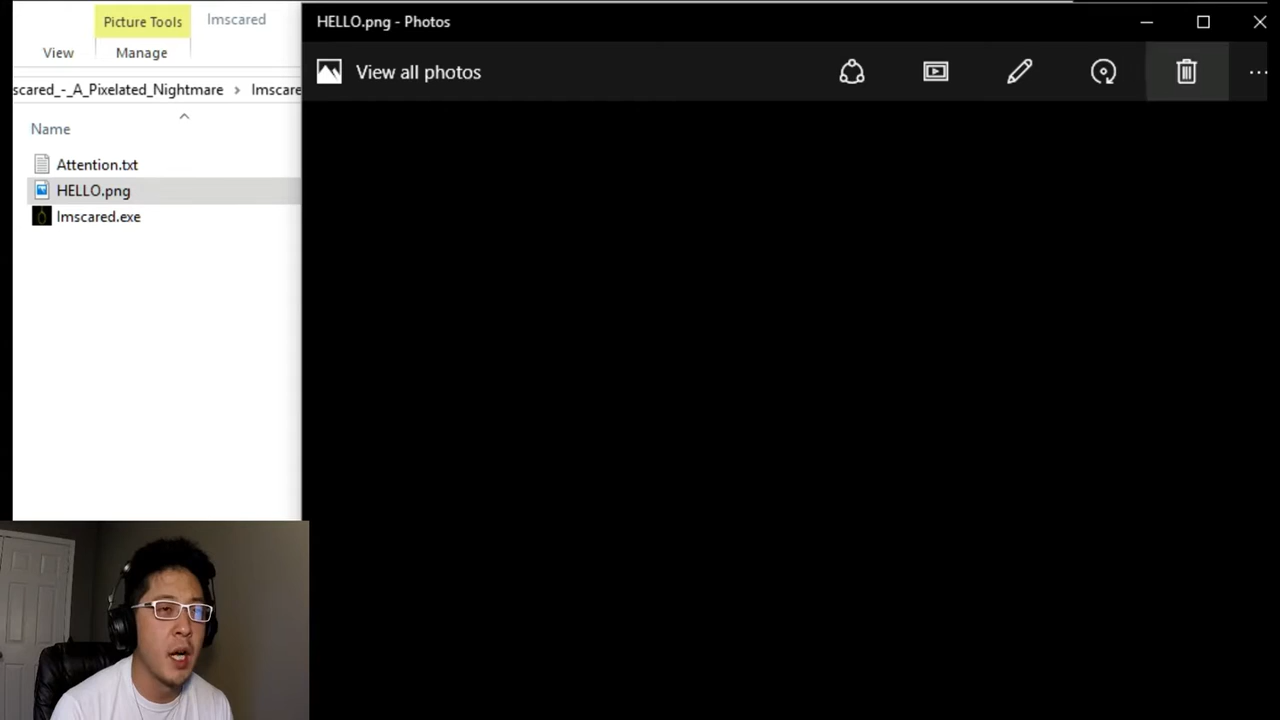 Picture Tools
Imscared
View
Manage
scared_-_A_Pixelated_Nightmare > Imscare
Name
Attention.txt
HELLO.png
Imscared.exe
HELLO.png - Photos
View all photos